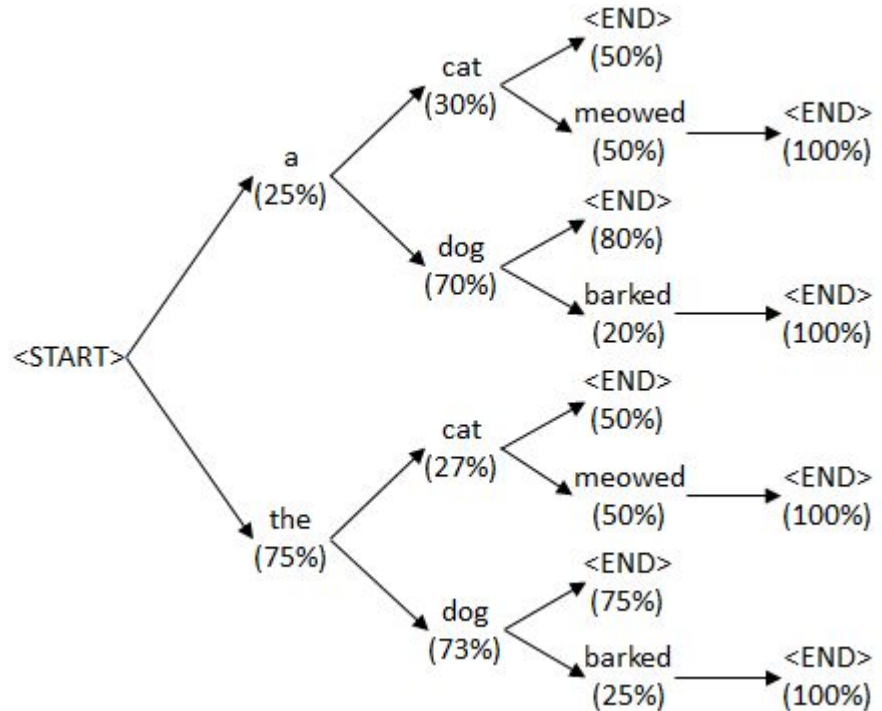 <END>
(50%)
cat
(30%)
meowed
(50%)
<END>
(100%)
a
(25%)
<END>
(80%)
dog
(70%)
barked
(20%)
<END>
(100%)
<START>
<END>
(50%)
cat
(27%)
meowed
(50%)
<END>
(100%)
the
(75%)
<END>
(75%)
dog
(73%)
barked
(25%)
<END>
(100%)